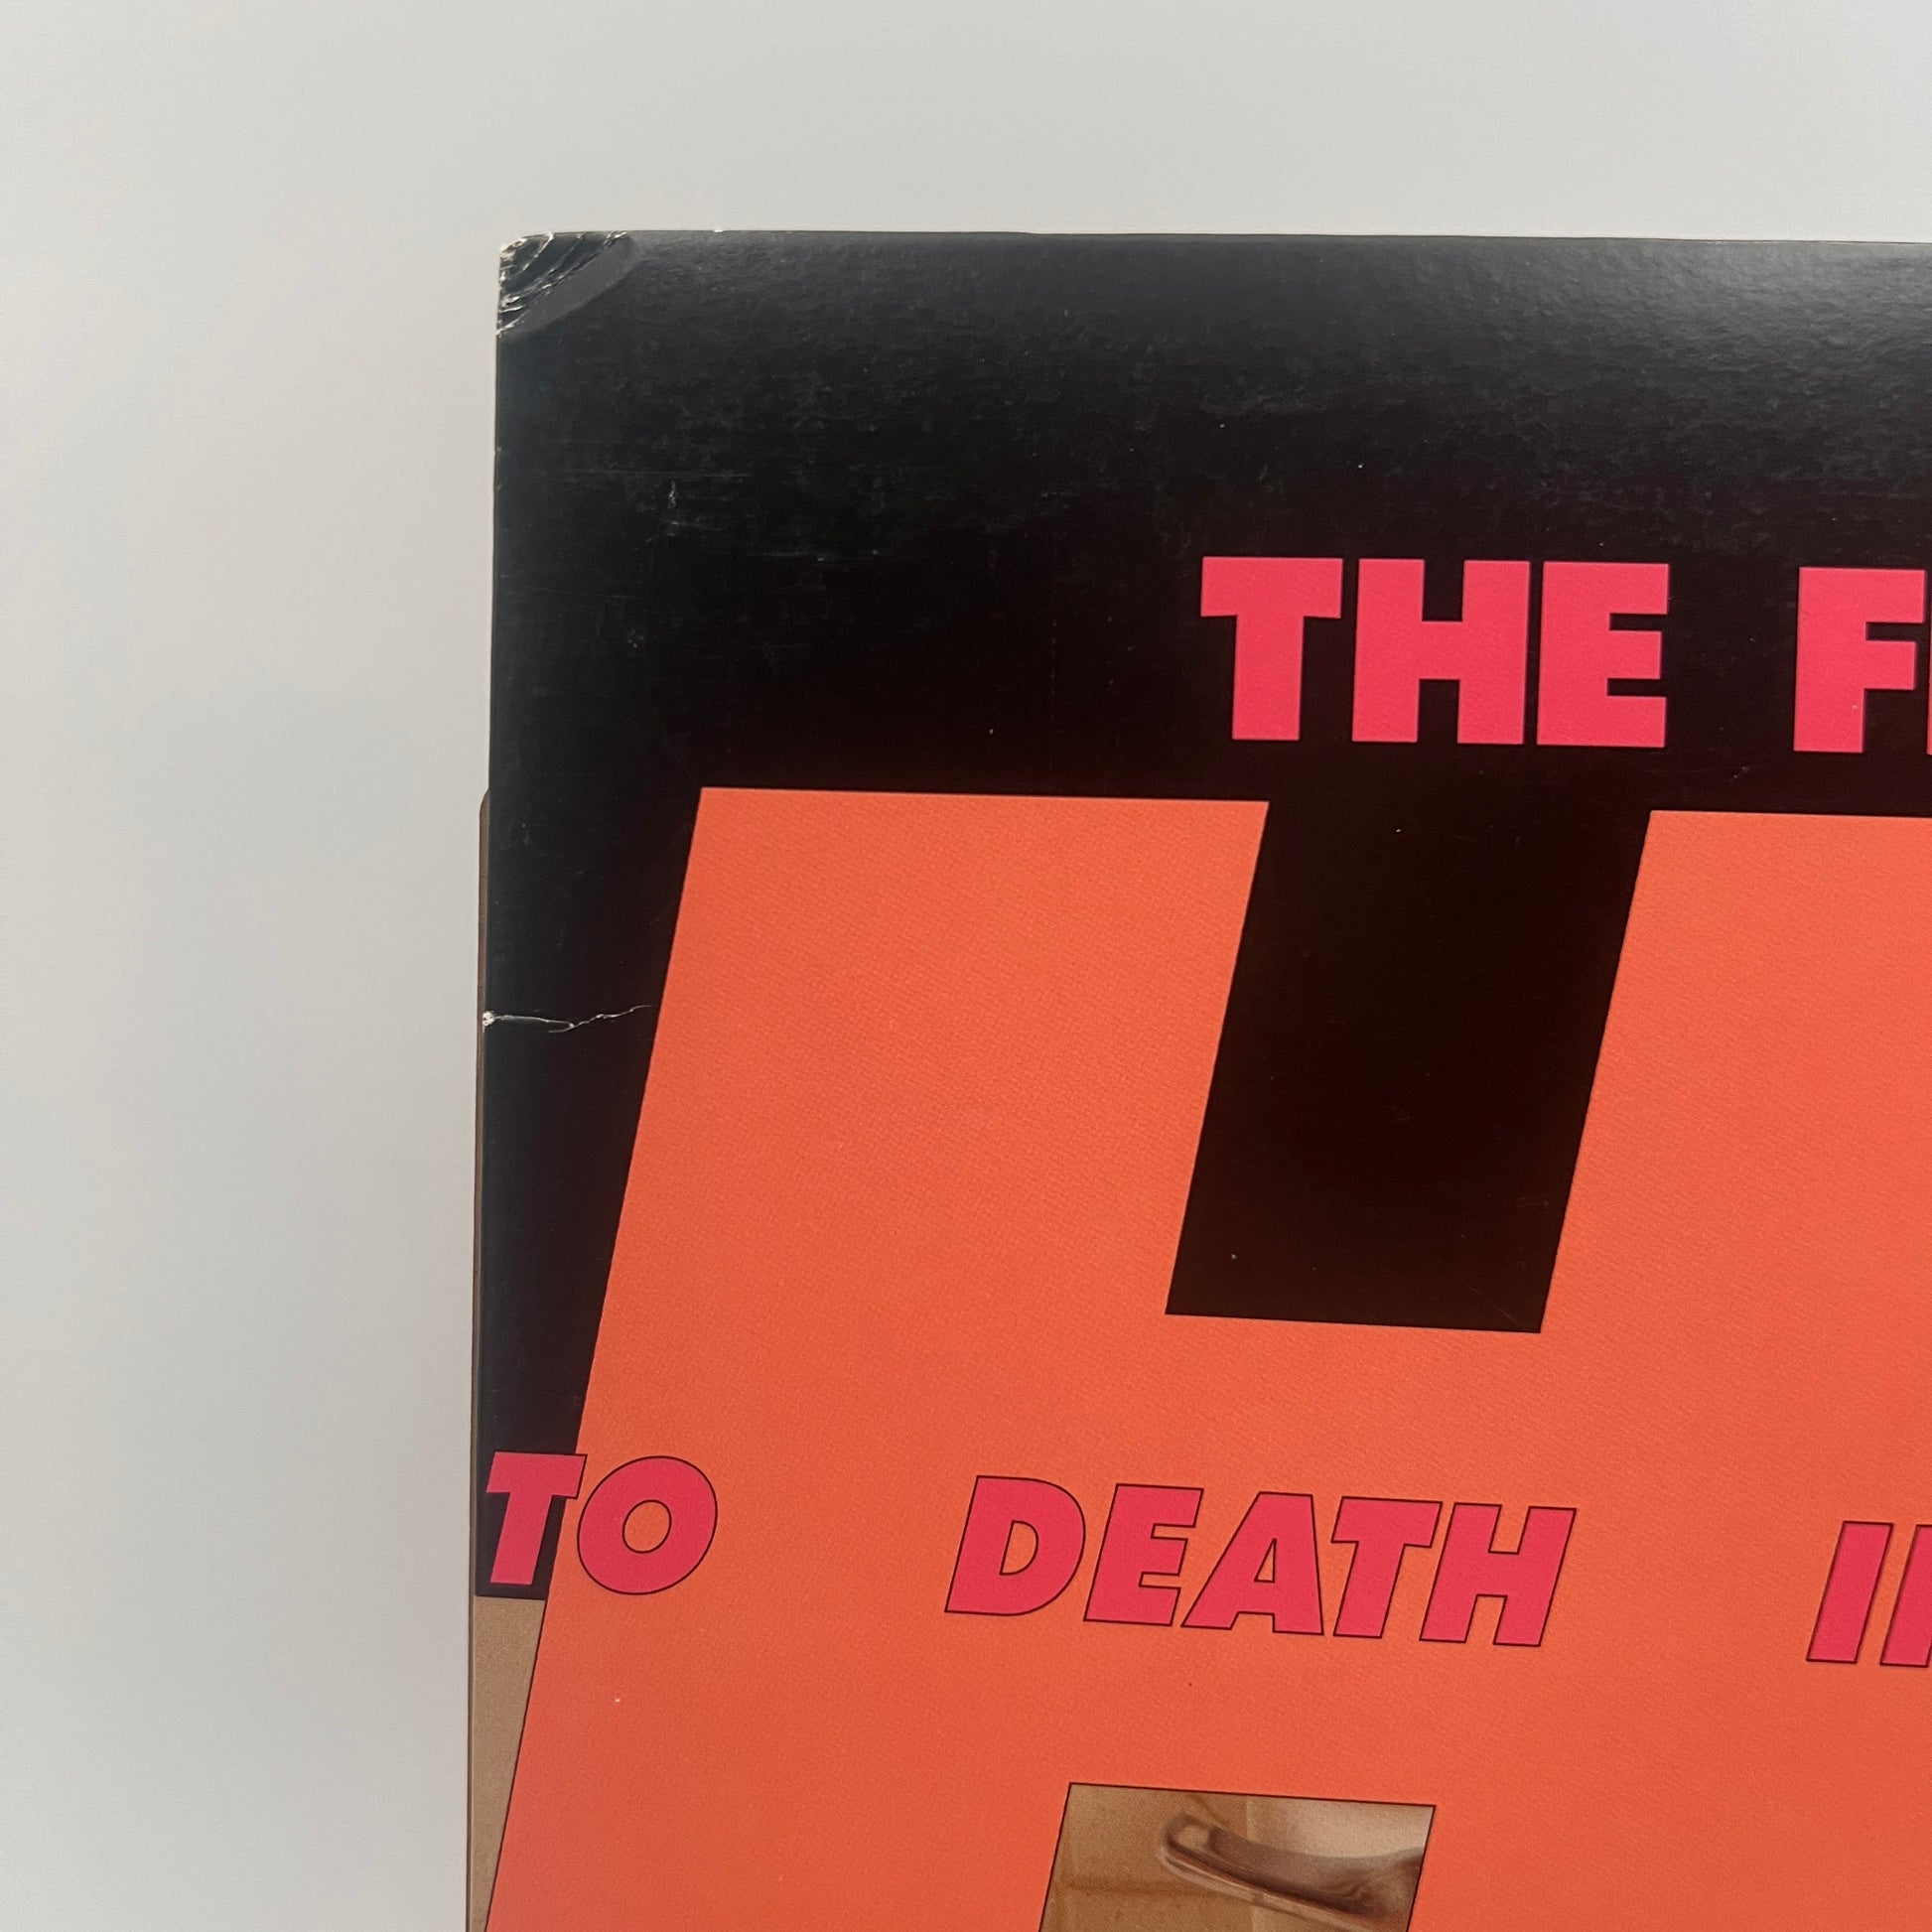 THE F
TO DEATH I